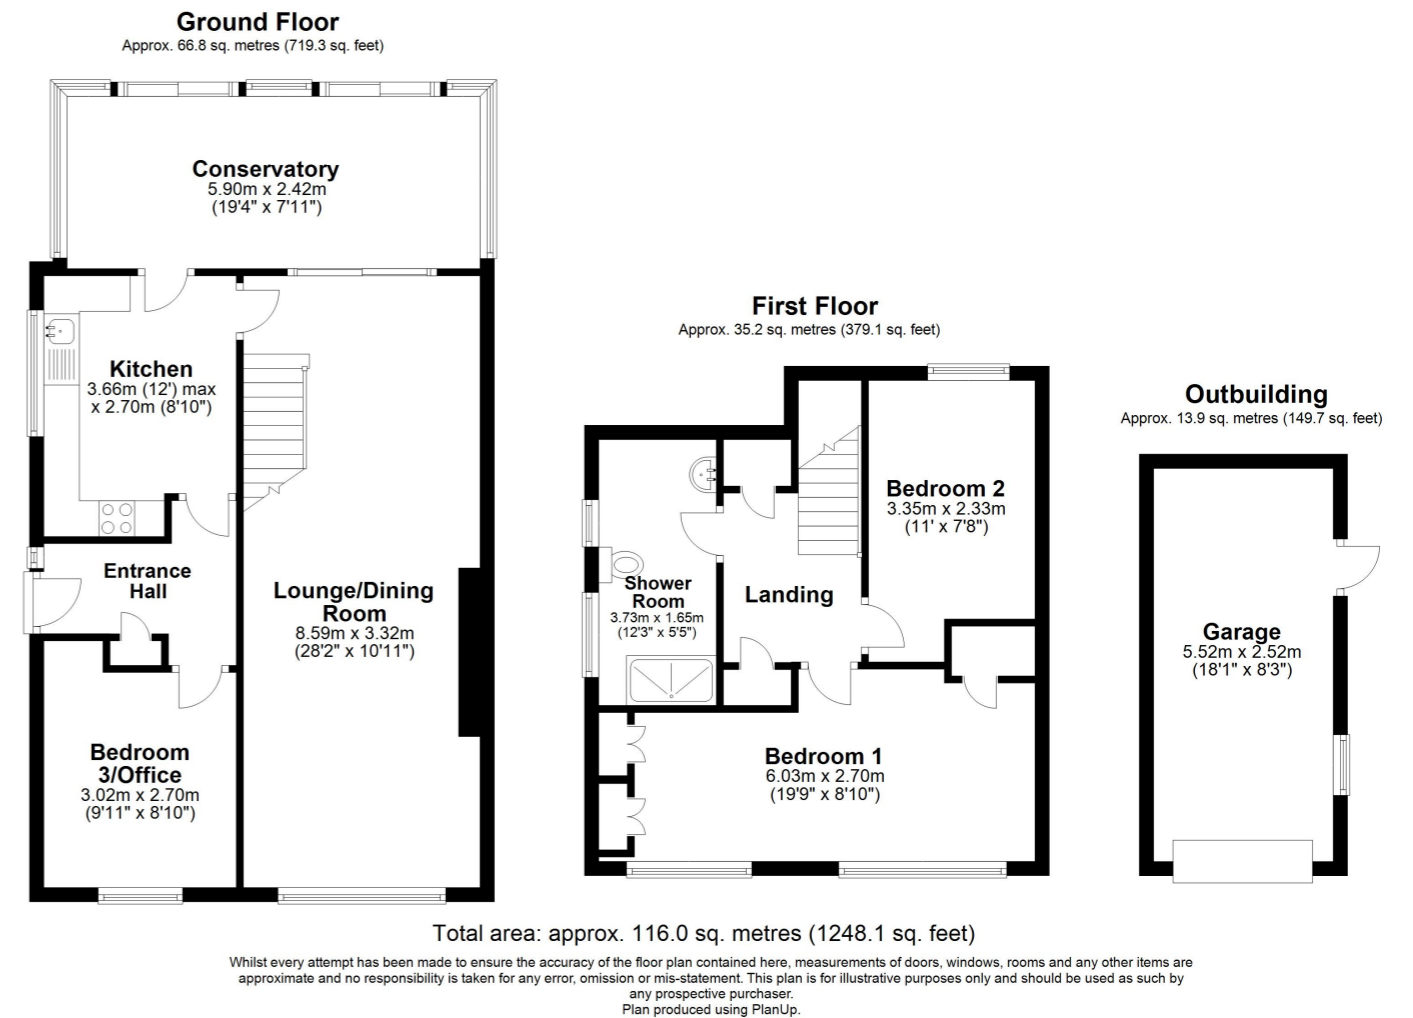 Ground Floor
Approx. 66.8 sq. metres (719.3 sq. feet)
Conservatory
5.90m x 2.42m
(19'4" x 7'11")
Kitchen
3.66m (12') max
x 2.70m (8'10")
Entrance
Hall
Lounge/Dining
Room
8.59m x 3.32m
(28'2" x 10'11")
Bedroom
3/Office
3.02m x 2.70m
(9'11" x 8'10")
First Floor
Approx. 35.2 sq. metres (379.1 sq. feet)
Bedroom 2
3.35m x 2.33m
(11' x 7'8")
Shower
Room
3.73m x 1.65m
(12'3" x 5'5")
Landing
Bedroom 1
6.03m x 2.70m
(19'9" x 8'10")
Outbuilding
Approx. 13.9 sq. metres (149.7 sq. feet)
Garage
5.52m x 2.52m
(18'1" x 8'3")
Total area: approx. 116.0 sq. metres (1248.1 sq. feet)
Whilst every attempt has been made to ensure the accuracy of the floor plan contained here, measurements of doors, windows, rooms and any other items are
approximate and no responsibility is taken for any error, omission or mis-statement. This plan is for illustrative purposes only and should be used as such by
any prospective purchaser.
Plan produced using PlanUp.